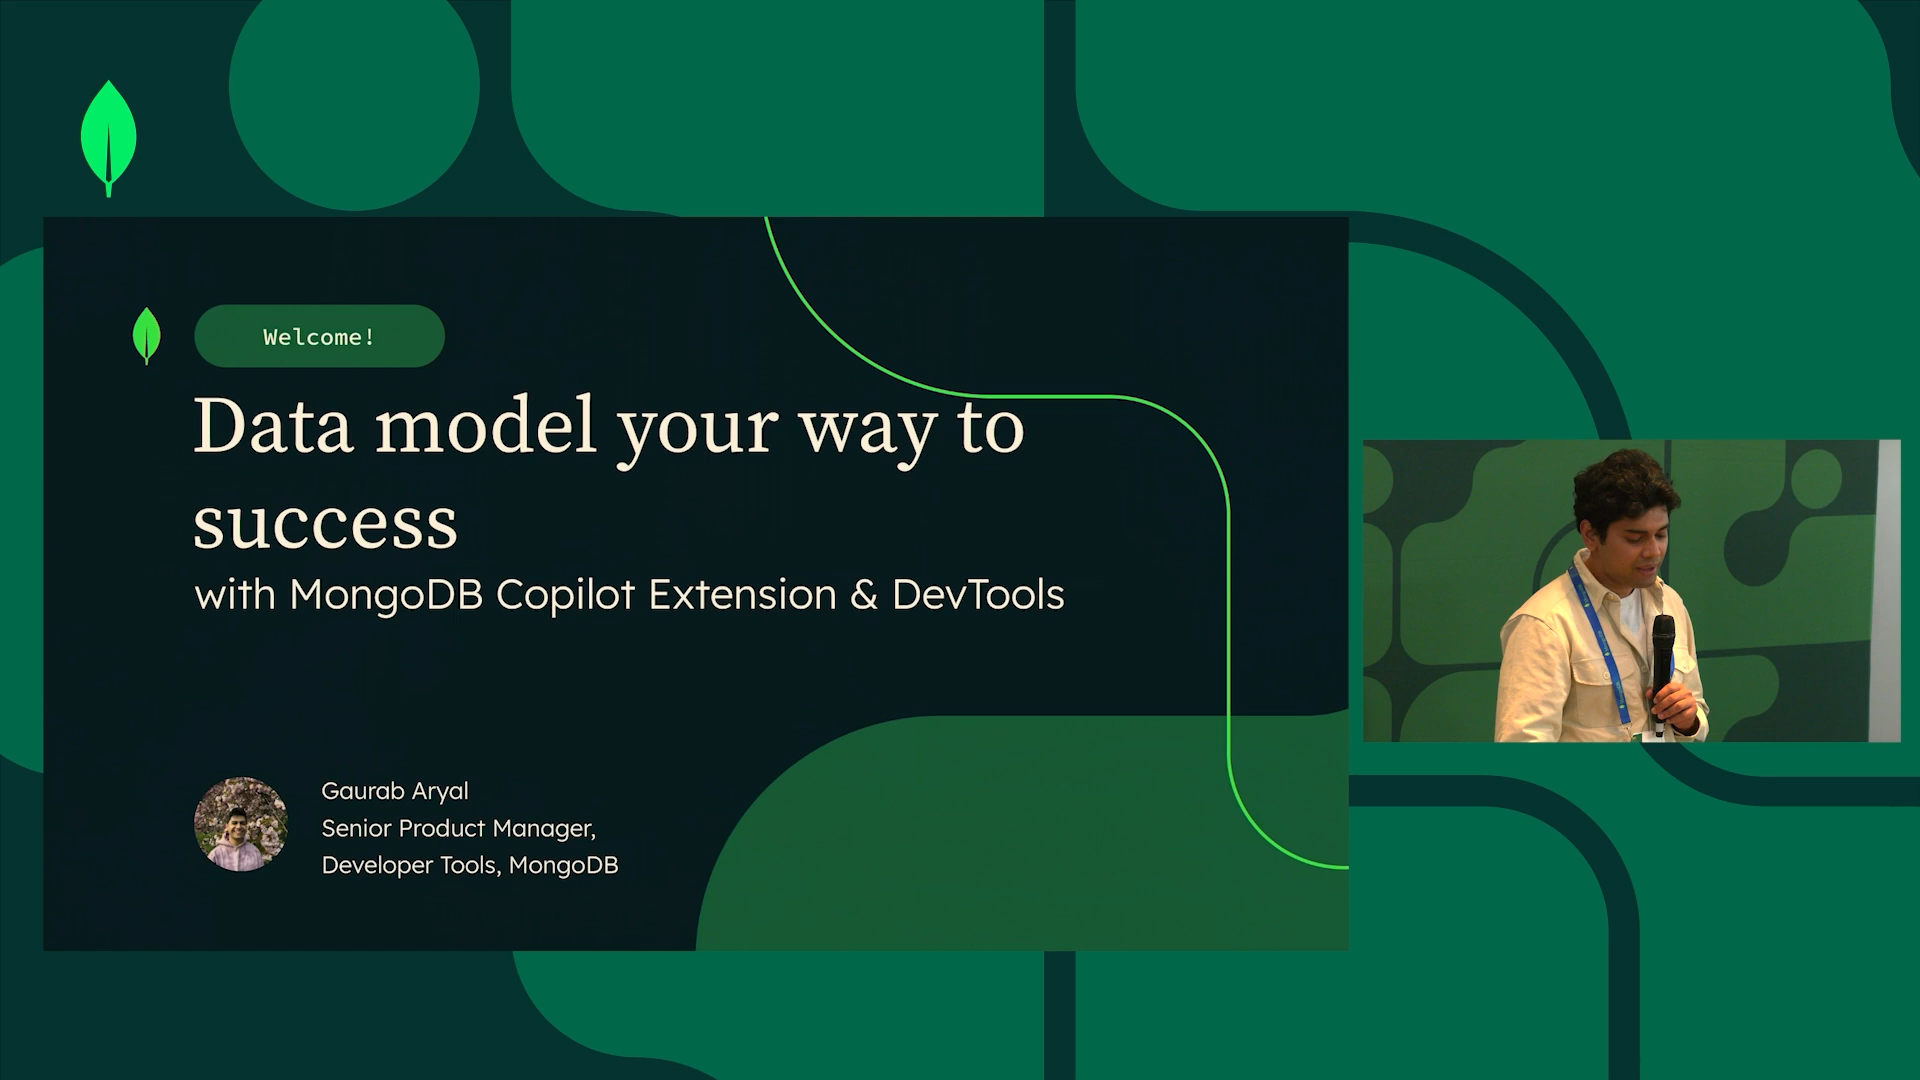 Welcome!
Data model your way to
success
with MongoDB Copilot Extension & DevTools
Gaurab Aryal
Senior Product Manager,
Developer Tools, MongoDB